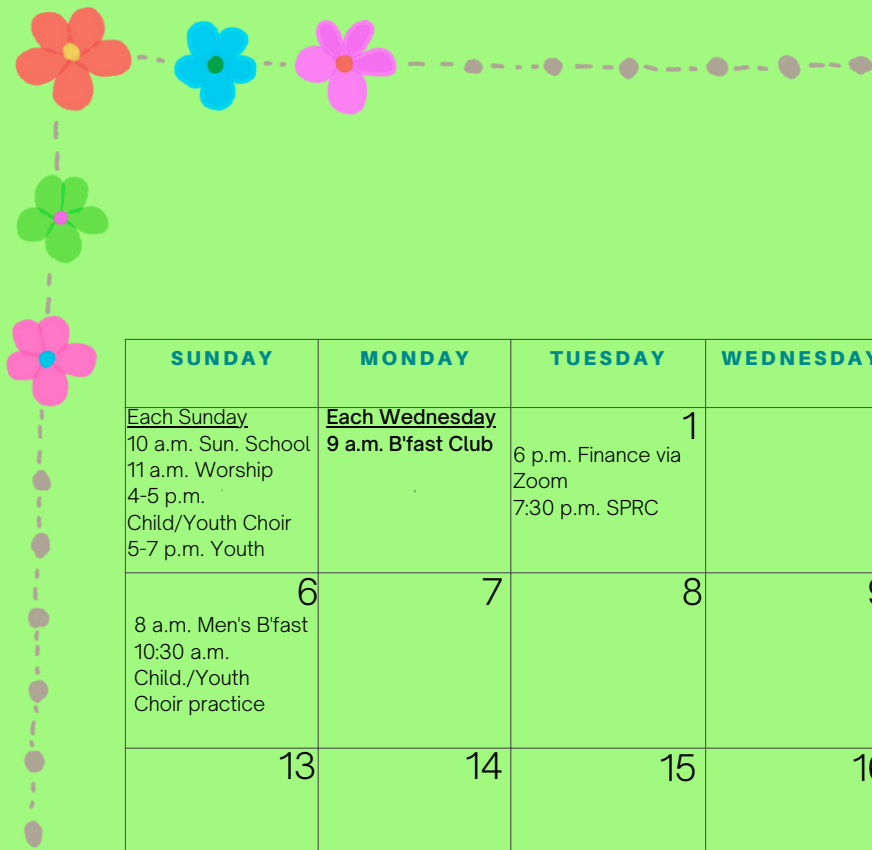 SUNDAY
MONDAY
TUESDAY
WEDNESDAY
Each Sunday
10 a.m. Sun. School
11 a.m. Worship
4-5 p.m.
Child/Youth Choir
5-7 p.m. Youth
Each Wednesday
9 a.m. B'fast Club
1
6 p.m. Finance via
Zoom
7:30 p.m. SPRC
6
8 a.m. Men's B'fast
10:30 a.m.
Child./Youth
Choir practice
7
8
9
13
14
15
16